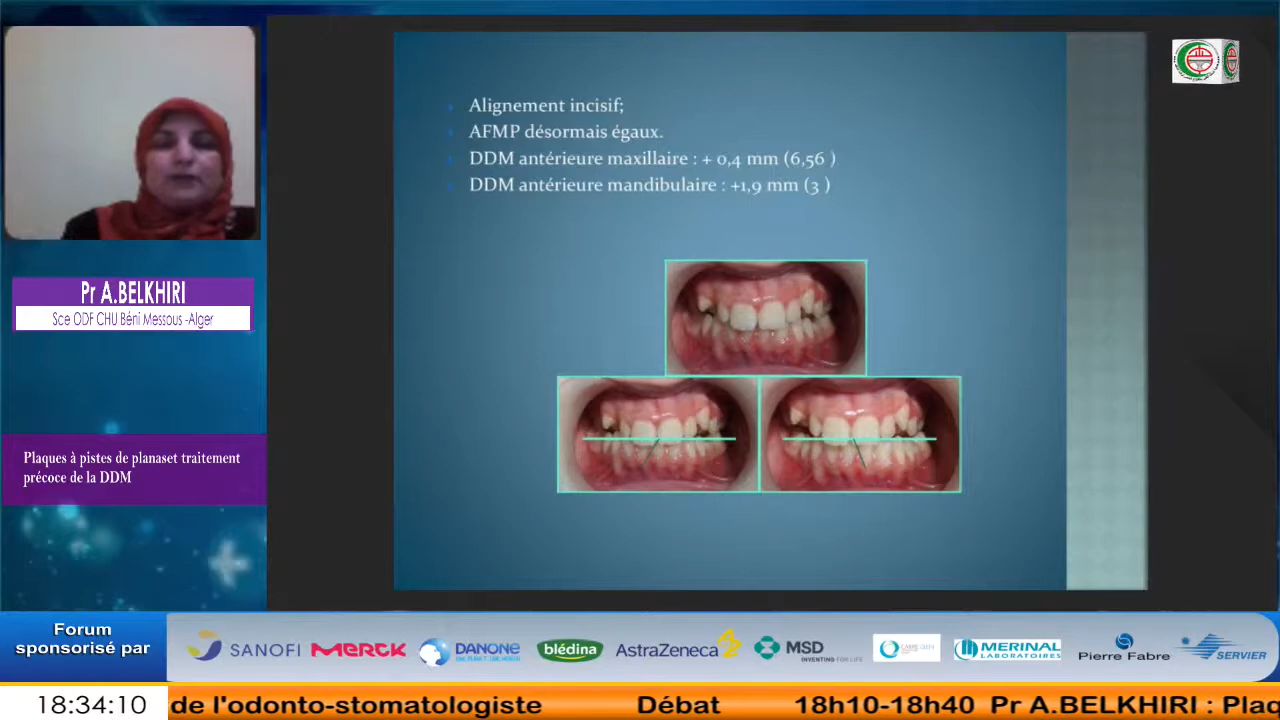 Alignement incisif;
AFMP désormais égaux.
DDM antérieure maxillaire : + 0,4 mm (6,56 )
DDM antérieure mandibulaire : +1,9 mm (3 )
Pr A.BELKHIRI
Sce ODF CHU Béni Messous -Alger
Plaques à pistes de planaset traitement
précoce de la DDM
Forum
sponsorisé par
SANOFI
MERCK
DANONE
blédina
AstraZeneca
MSD
INVENTING FOR LIFE
MERINAL
LABORATOIRES
Pierre Fabre
SERVIER
18:34:10
de l'odonto-stomatologiste Débat 18h10-18h40 Pr A.BELKHIRI : Plaq